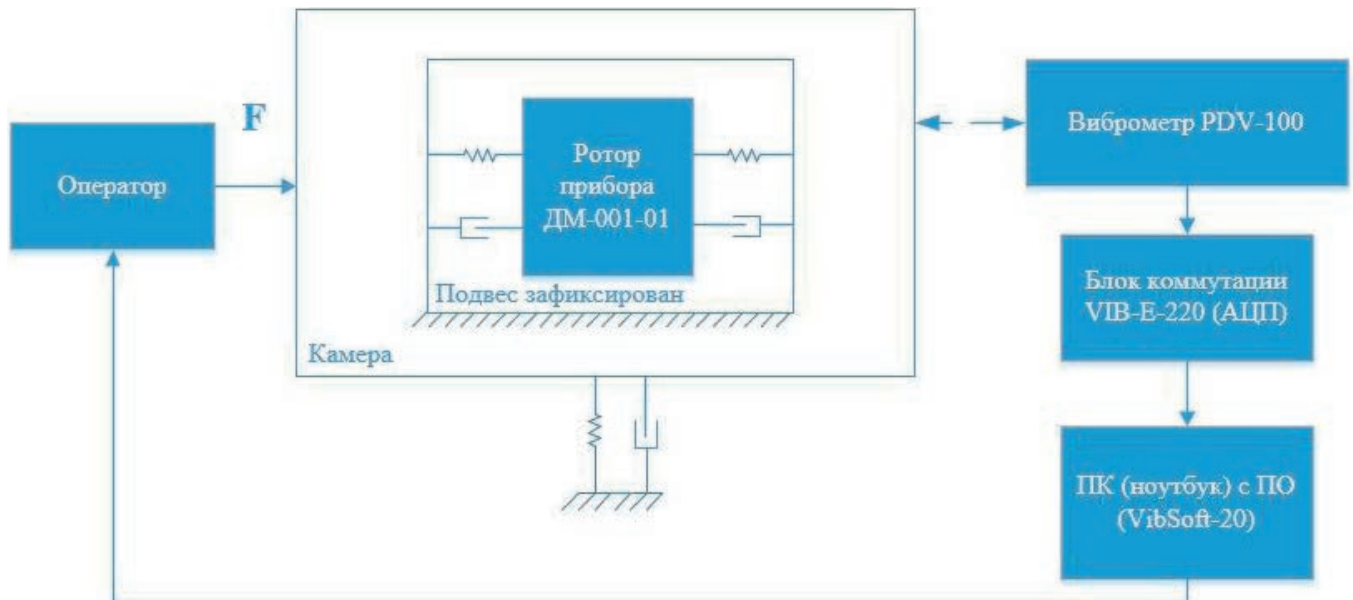 F
Оператор
Ротор
прибора
ДМ-001-01
Подвес зафиксирован
Камера
Виброметр PDV-100
Блок коммутации
VIB-E-220 (АЦП)
ПК (ноутбук) с ПО
(VibSoft-20)